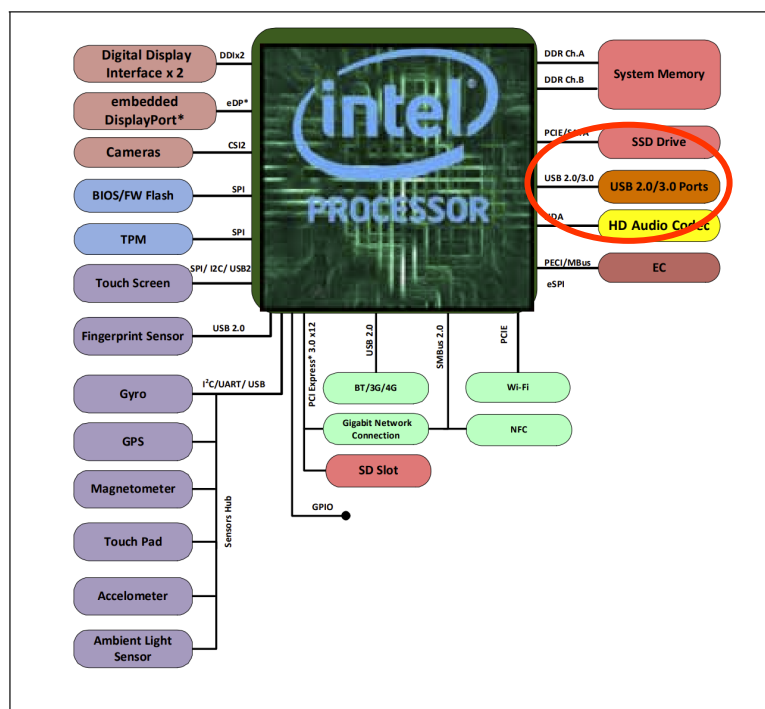 Digital Display
Interface x 2
DDIx2
embedded
DisplayPort*
eDP*
Cameras
CSI2
BIOS/FW Flash
SPI
TPM
SPI
Touch Screen
SPI/ I2C/ USB2
Fingerprint Sensor
USB 2.0
Gyro
I²C/UART/ USB
GPS
Magnetometer
Touch Pad
Accelometer
Ambient Light
Sensor
Sensors Hub
intel
PROCESSOR
DDR Ch.A
DDR Ch.B
System Memory
PCIE/SATA
SSD Drive
USB 2.0/3.0
USB 2.0/3.0 Ports
HDA
HD Audio Codec
PECI/MBus
eSPI
EC
PCI Express* 3.0 x12
USB 2.0
SMBus 2.0
PCIE
BT/3G/4G
Wi-Fi
Gigabit Network
Connection
NFC
SD Slot
GPIO